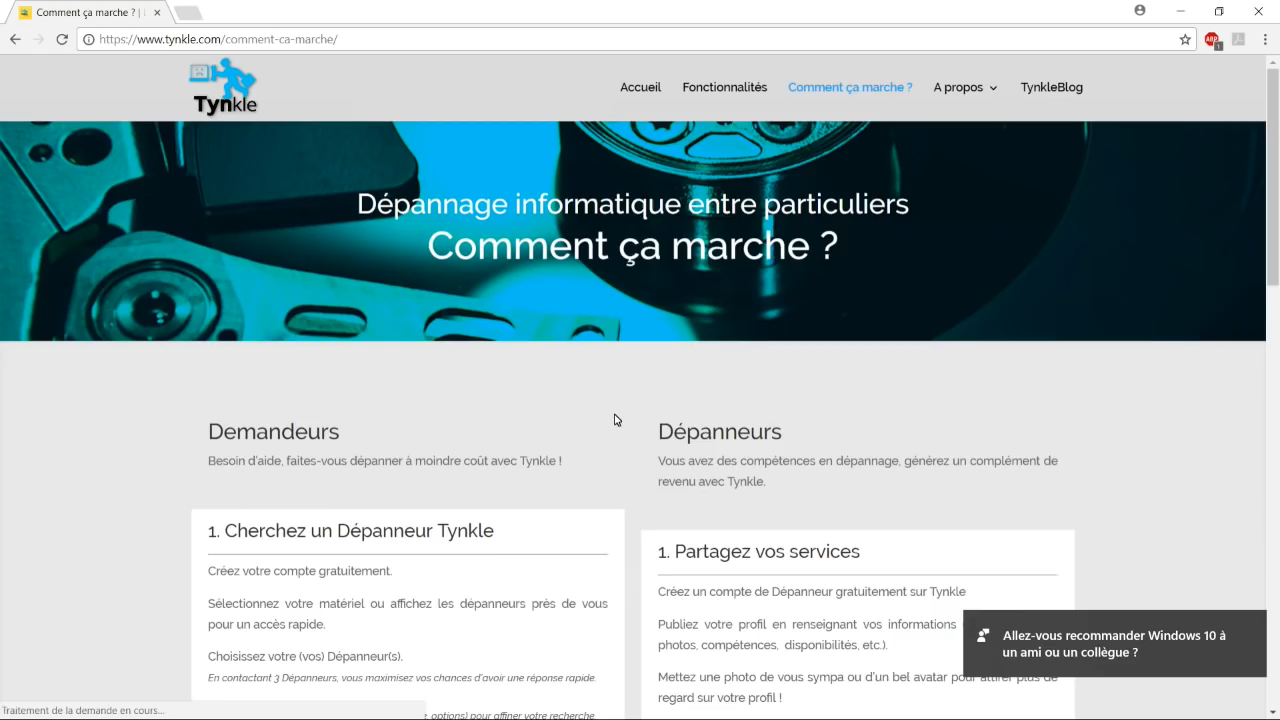 Comment ça marche ? |
https://www.tynkle.com/comment-ca-marche/
ABP
1
Tynkle
Accueil
Fonctionnalités
Comment ça marche ?
A propos
TynkleBlog
Dépannage informatique entre particuliers
Comment ça marche ?
Demandeurs
Besoin d'aide, faites-vous dépanner à moindre coût avec Tynkle !
1. Cherchez un Dépanneur Tynkle
Créez votre compte gratuitement.
Sélectionnez votre matériel ou affichez les dépanneurs près de vous
pour un accès rapide.
Choisissez votre (vos) Dépanneur(s).
En contactant 3 Dépanneurs, vous maximisez vos chances d'avoir une réponse rapide.
options) pour affiner votre recherche
Dépanneurs
Vous avez des compétences en dépannage, générez un complément de
revenu avec Tynkle.
1. Partagez vos services
Créez un compte de Dépanneur gratuitement sur Tynkle
Publiez votre profil en renseignant vos informations
photos, compétences, disponibilités, etc.).
Mettez une photo de vous sympa ou d'un bel avatar pour attirer plus de
regard sur votre profil !
Allez-vous recommander Windows 10 à
un ami ou un collègue ?
Traitement de la demande en cours...